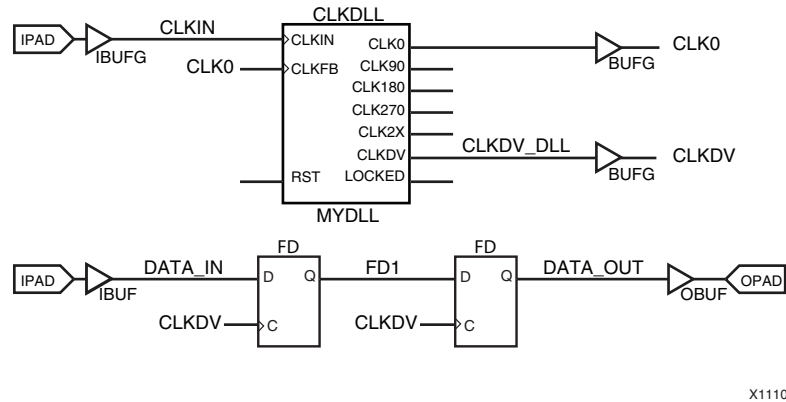 CLKDLL
IPAD
IBUFG
CLKIN
CLKIN
CLK0
BUFG
CLK0
CLK0
CLKFB
CLK90
CLK180
CLK270
CLK2X
CLKDV
CLKDV_DLL
BUFG
CLKDV
RST
LOCKED
MYDLL
IPAD
IBUF
DATA_IN
FD
D
Q
FD1
FD
D
Q
DATA_OUT
OBUF
OPAD
CLKDV
C
CLKDV
C
X11104